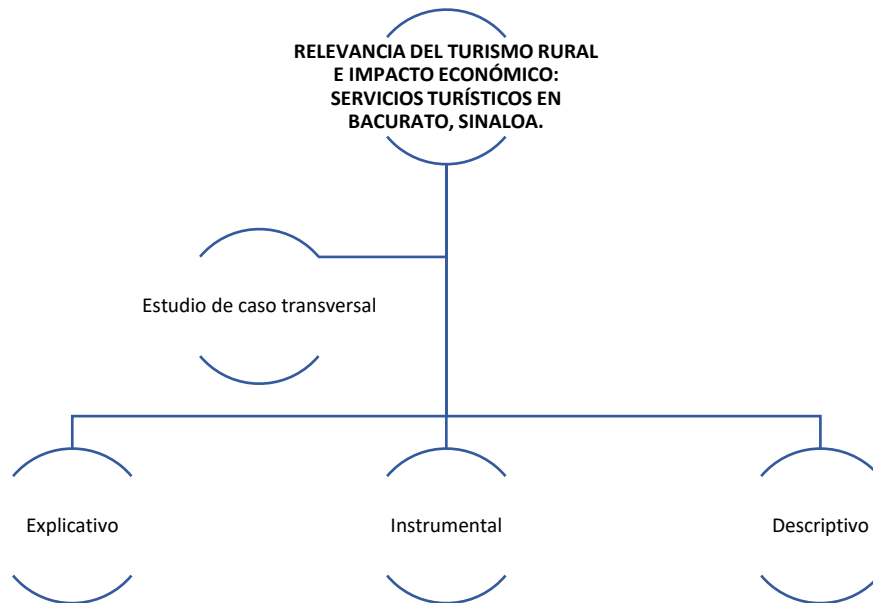 RELEVANCIA DEL TURISMO RURAL
E IMPACTO ECONÓMICO:
SERVICIOS TURÍSTICOS EN
BACURATO, SINALOA.
Estudio de caso transversal
Explicativo
Instrumental
Descriptivo